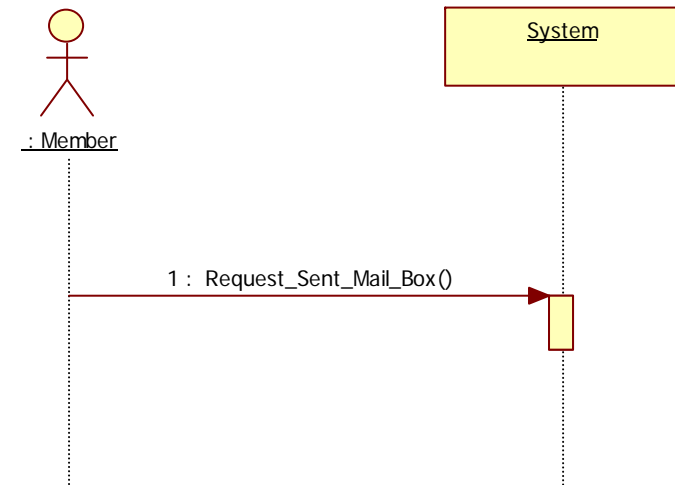 System
: Member
1 : Request_Sent_Mail_Box()